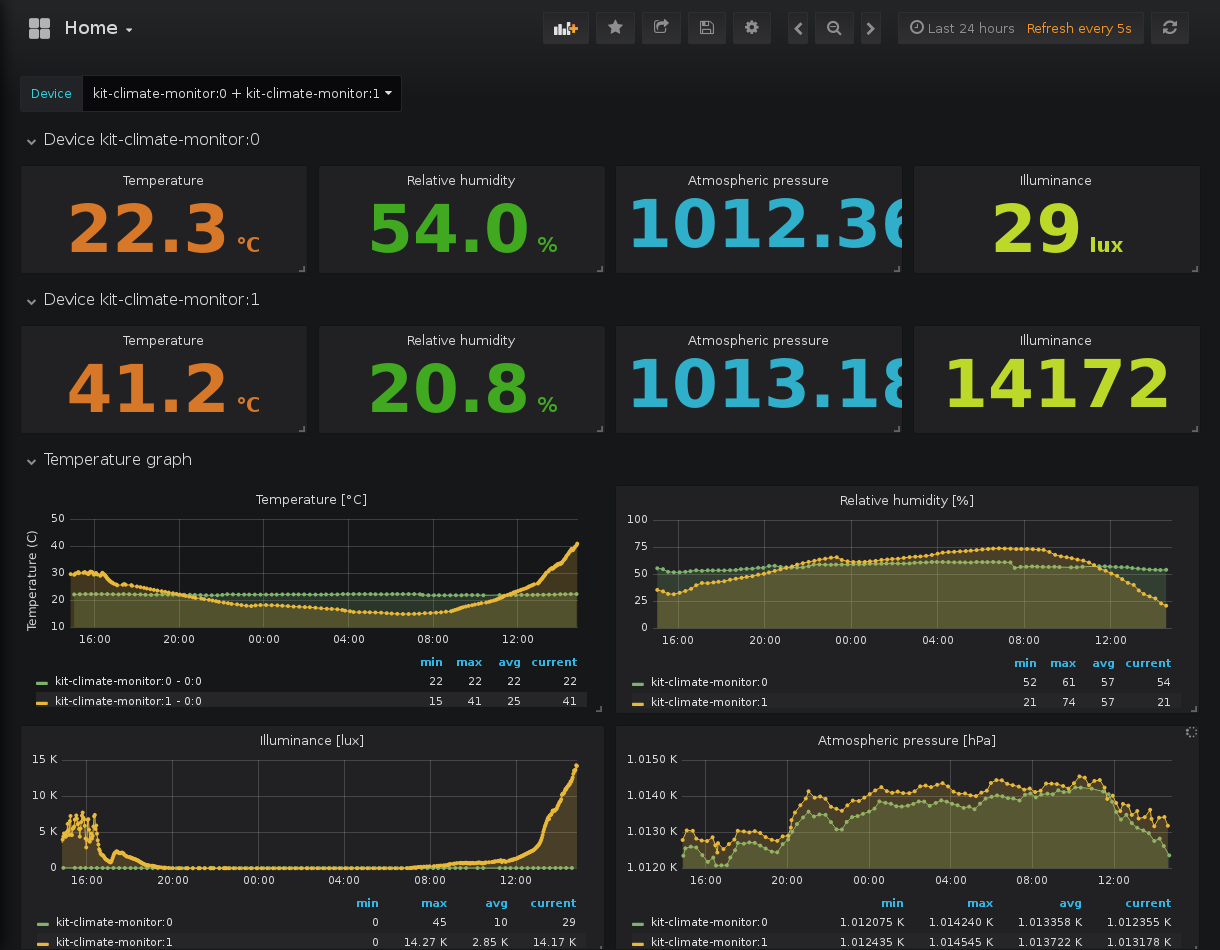 Home
Last 24 hours Refresh every 5s
Device kit-climate-monitor:0 + kit-climate-monitor:1
Device kit-climate-monitor:0
Temperature Relative humidity Atmospheric pressure Illuminance
22.3 °C 54.0 % 1012.36 29 lux
Device kit-climate-monitor:1
Temperature Relative humidity Atmospheric pressure Illuminance
41.2 °C 20.8 % 1013.18 14172
Temperature graph
Temperature [°C]
Temperature (C)
50
40
30
20
10
16:00 20:00 00:00 04:00 08:00 12:00
min max avg current
kit-climate-monitor:0 - 0:0 22 22 22 22
kit-climate-monitor:1 - 0:0 15 41 25 41
Relative humidity [%]
100
75
50
25
0
16:00 20:00 00:00 04:00 08:00 12:00
min max avg current
kit-climate-monitor:0 52 61 57 54
kit-climate-monitor:1 21 74 57 21
Illuminance [lux]
15 K
10 K
5 K
0
16:00 20:00 00:00 04:00 08:00 12:00
min max avg current
kit-climate-monitor:0 0 45 10 29
kit-climate-monitor:1 0 14.27 K 2.85 K 14.17 K
Atmospheric pressure [hPa]
1.0150 K
1.0140 K
1.0130 K
1.0120 K
16:00 20:00 00:00 04:00 08:00 12:00
min max avg current
kit-climate-monitor:0 1.012075 K 1.014240 K 1.013358 K 1.012355 K
kit-climate-monitor:1 1.012435 K 1.014545 K 1.013722 K 1.013178 K